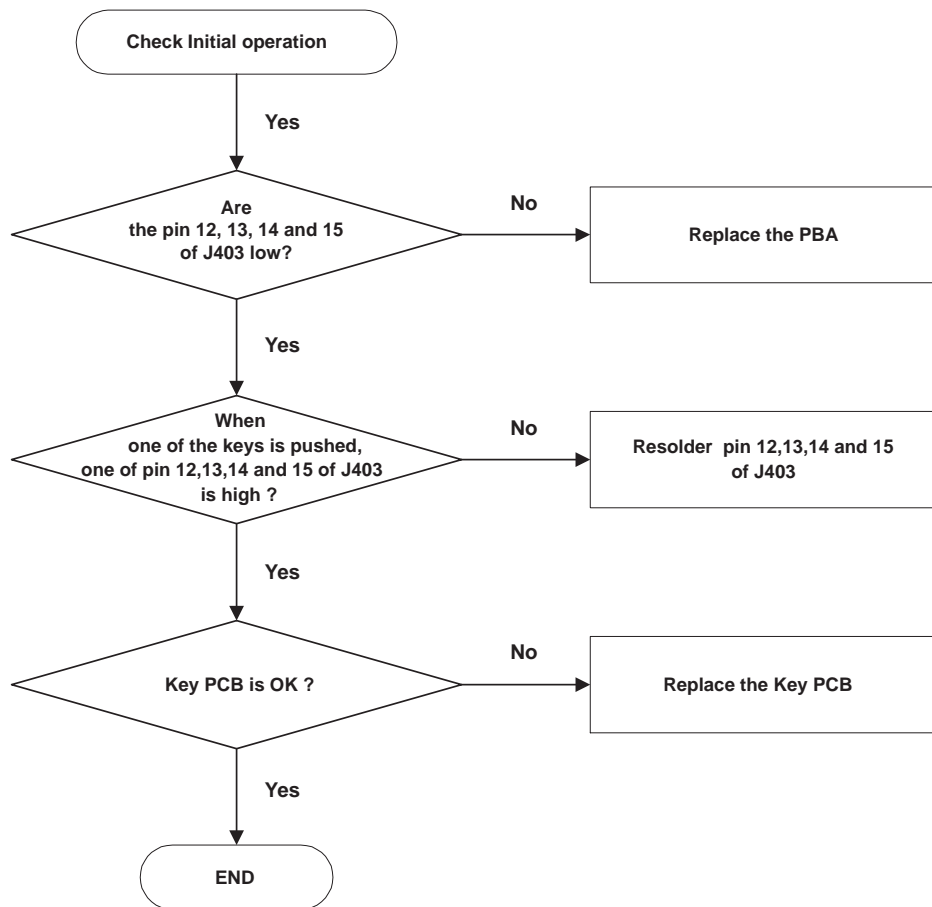 Check Initial operation
Yes
Are
the pin 12, 13, 14 and 15
of J403 low?
No
Replace the PBA
Yes
When
one of the keys is pushed,
one of pin 12,13,14 and 15 of J403
is high ?
No
Resolder pin 12,13,14 and 15
of J403
Yes
Key PCB is OK ?
No
Replace the Key PCB
Yes
END